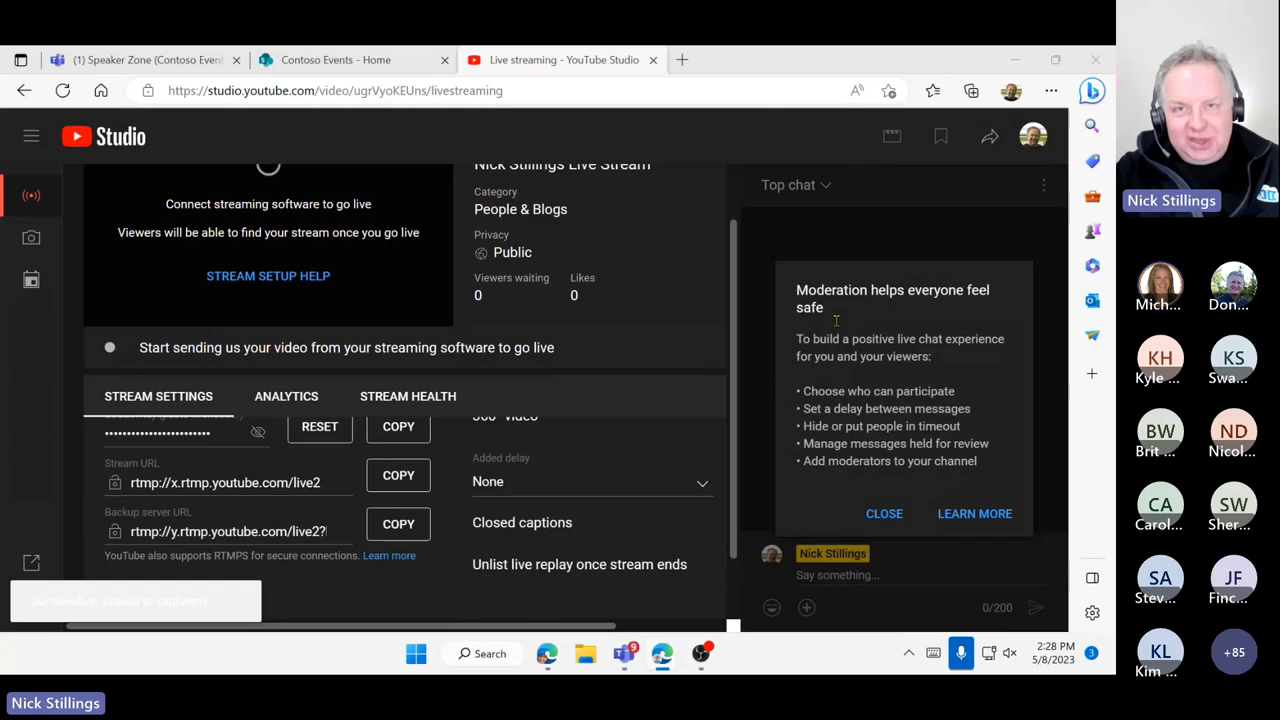 (1) Speaker Zone (Contoso Even
Contoso Events - Home
Live streaming - YouTube Studio
https://studio.youtube.com/video/ugrVyoKEUns/livestreaming
Studio
Connect streaming software to go live
Viewers will be able to find your stream once you go live
STREAM SETUP HELP
Nick Stillings Live Stream
Category
People & Blogs
Privacy
Public
Viewers waiting
Likes
0
0
Start sending us your video from your streaming software to go live
STREAM SETTINGS
ANALYTICS
STREAM HEALTH
RESET
COPY
Stream URL
rtmp://x.rtmp.youtube.com/live2
COPY
Backup server URL
rtmp://y.rtmp.youtube.com/live2?
COPY
YouTube also supports RTMPS for secure connections. Learn more
360° video
Added delay
None
Closed captions
Unlist live replay once stream ends
Successfully copied to clipboard
Top chat
Moderation helps everyone feel
safe
To build a positive live chat experience
for you and your viewers:
• Choose who can participate
• Set a delay between messages
• Hide or put people in timeout
• Manage messages held for review
• Add moderators to your channel
CLOSE
LEARN MORE
Nick Stillings
Say something...
0/200
Search
9
2:28 PM
5/8/2023
3
Nick Stillings
Nick Stillings
Mich...
Don...
KH
Kyle ...
KS
Swa...
BW
Brit ...
ND
Nicol...
CA
Carol...
SW
Sher...
SA
Stev...
JF
Finc...
KL
Kim ...
+85